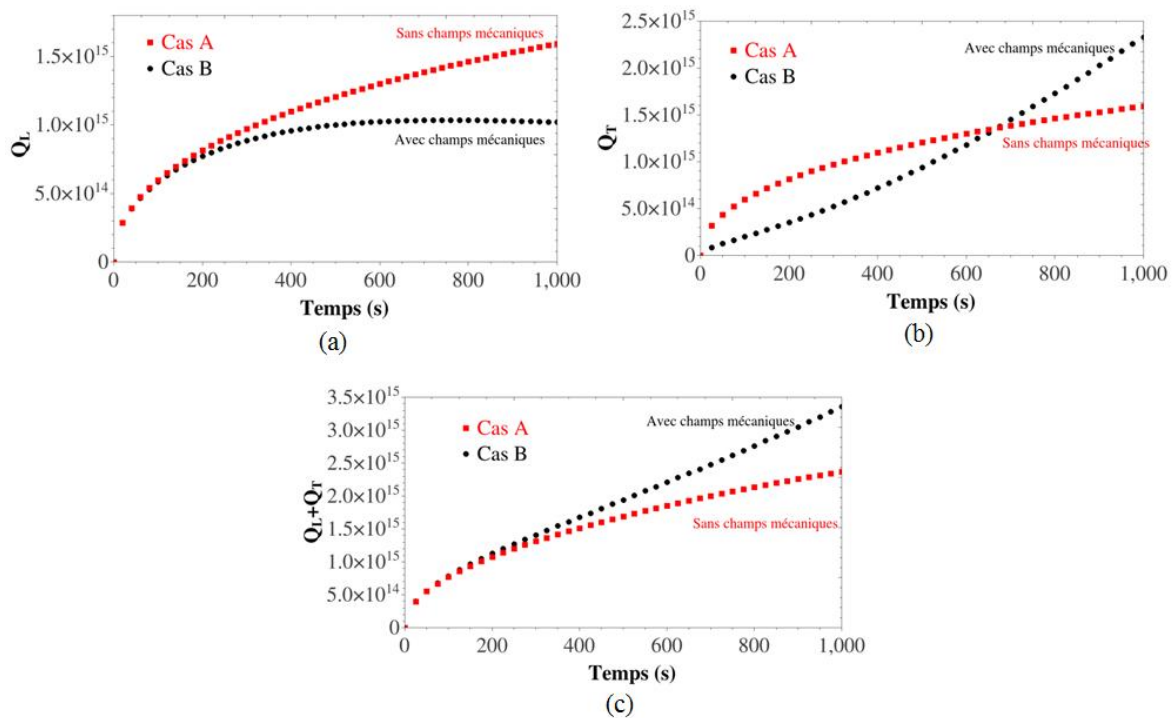 Cas A
Cas B
Sans champs mécaniques
Avec champs mécaniques
Q_L
1.5×10^15
1.0×10^15
5.0×10^14
0
0 200 400 600 800 1,000
Temps (s)
(a)
Cas A
Cas B
Avec champs mécaniques
Sans champs mécaniques
Q_T
2.5×10^15
2.0×10^15
1.5×10^15
1.0×10^15
5.0×10^14
0
0 200 400 600 800 1,000
Temps (s)
(b)
Cas A
Cas B
Avec champs mécaniques
Sans champs mécaniques
Q_L+Q_T
3.5×10^15
3.0×10^15
2.5×10^15
2.0×10^15
1.5×10^15
1.0×10^15
5.0×10^14
0
0 200 400 600 800 1,000
Temps (s)
(c)